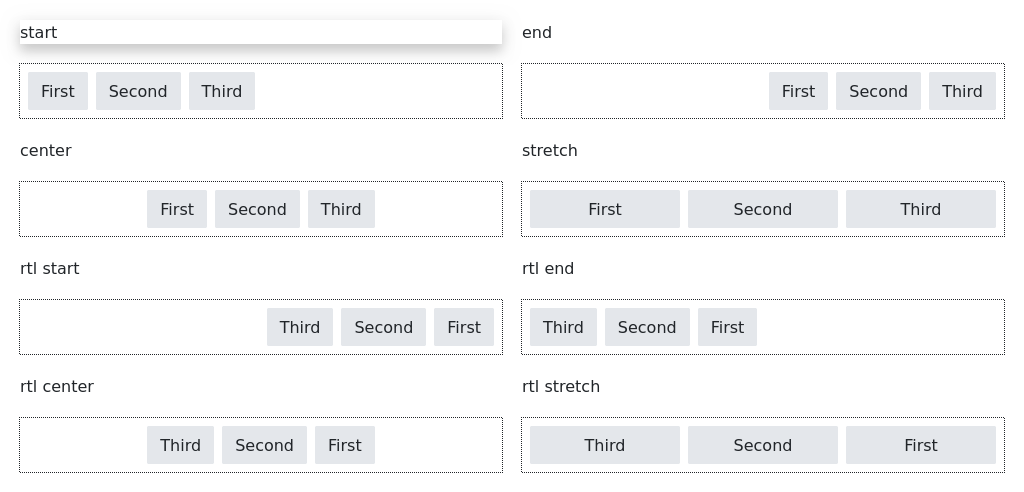 start
end
First Second Third
First Second Third
center
stretch
First Second Third
First Second Third
rtl start
rtl end
Third Second First
Third Second First
rtl center
rtl stretch
Third Second First
Third Second First